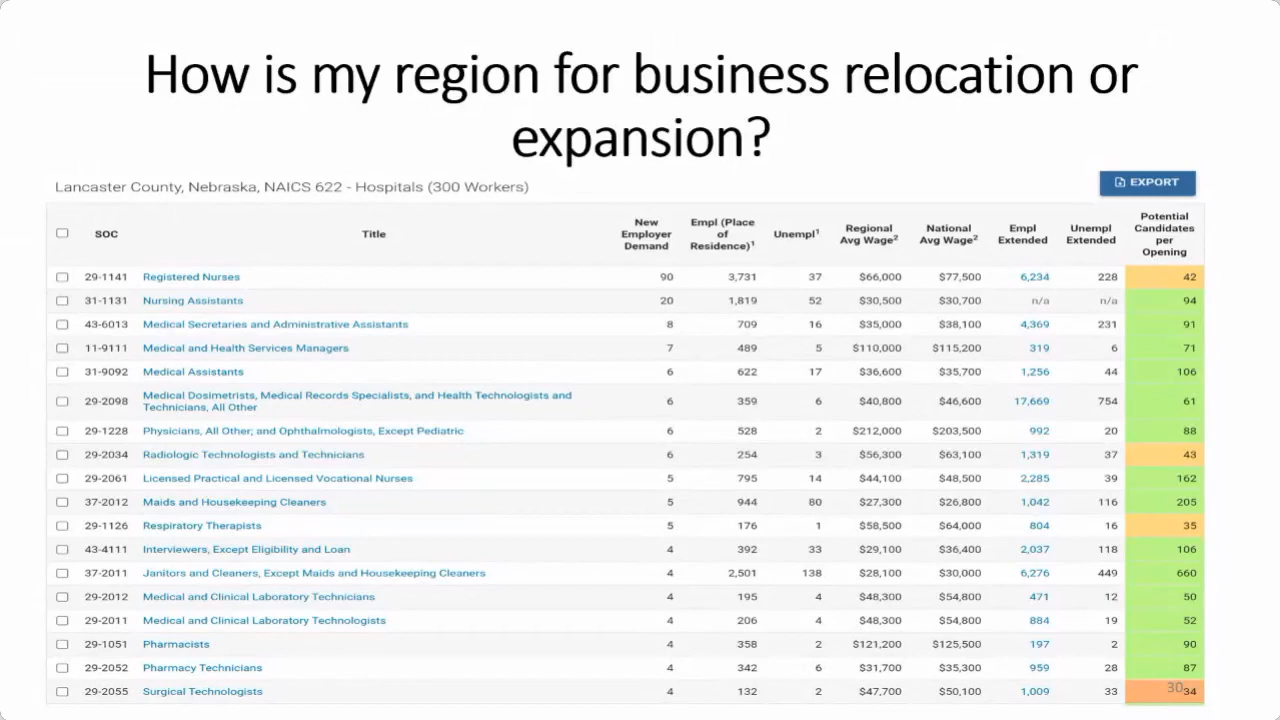 How is my region for business relocation or
expansion?
Lancaster County, Nebraska, NAICS 622 - Hospitals (300 Workers)
EXPORT
SOC Title New Employer Demand Empl (Place of Residence)1 Unempl1 Regional Avg Wage2 National Avg Wage2 Empl Extended Unempl Extended Potential Candidates per Opening
29-1141 Registered Nurses 90 3,731 37 $66,000 $77,500 6,234 228 42
31-1131 Nursing Assistants 20 1,819 52 $30,500 $30,700 n/a n/a 94
43-6013 Medical Secretaries and Administrative Assistants 8 709 16 $35,000 $38,100 4,369 231 91
11-9111 Medical and Health Services Managers 7 489 5 $110,000 $115,200 319 6 71
31-9092 Medical Assistants 6 622 17 $36,600 $35,700 1,256 44 106
29-2098 Medical Dosimetrists, Medical Records Specialists, and Health Technologists and Technicians, All Other 6 359 6 $40,800 $46,600 17,669 754 61
29-1228 Physicians, All Other; and Ophthalmologists, Except Pediatric 6 528 2 $212,000 $203,500 992 20 88
29-2034 Radiologic Technologists and Technicians 6 254 3 $56,300 $63,100 1,319 37 43
29-2061 Licensed Practical and Licensed Vocational Nurses 5 795 14 $44,100 $48,500 2,285 39 162
37-2012 Maids and Housekeeping Cleaners 5 944 80 $27,300 $26,800 1,042 116 205
29-1126 Respiratory Therapists 5 176 1 $58,500 $64,000 804 16 35
43-4111 Interviewers, Except Eligibility and Loan 4 392 33 $29,100 $36,400 2,037 118 106
37-2011 Janitors and Cleaners, Except Maids and Housekeeping Cleaners 4 2,501 138 $28,100 $30,000 6,276 449 660
29-2012 Medical and Clinical Laboratory Technicians 4 195 4 $48,300 $54,800 471 12 50
29-2011 Medical and Clinical Laboratory Technologists 4 206 4 $48,300 $54,800 884 19 52
29-1051 Pharmacists 4 358 2 $121,200 $125,500 197 2 90
29-2052 Pharmacy Technicians 4 342 6 $31,700 $35,300 959 28 87
29-2055 Surgical Technologists 4 132 2 $47,700 $50,100 1,009 33 34
30